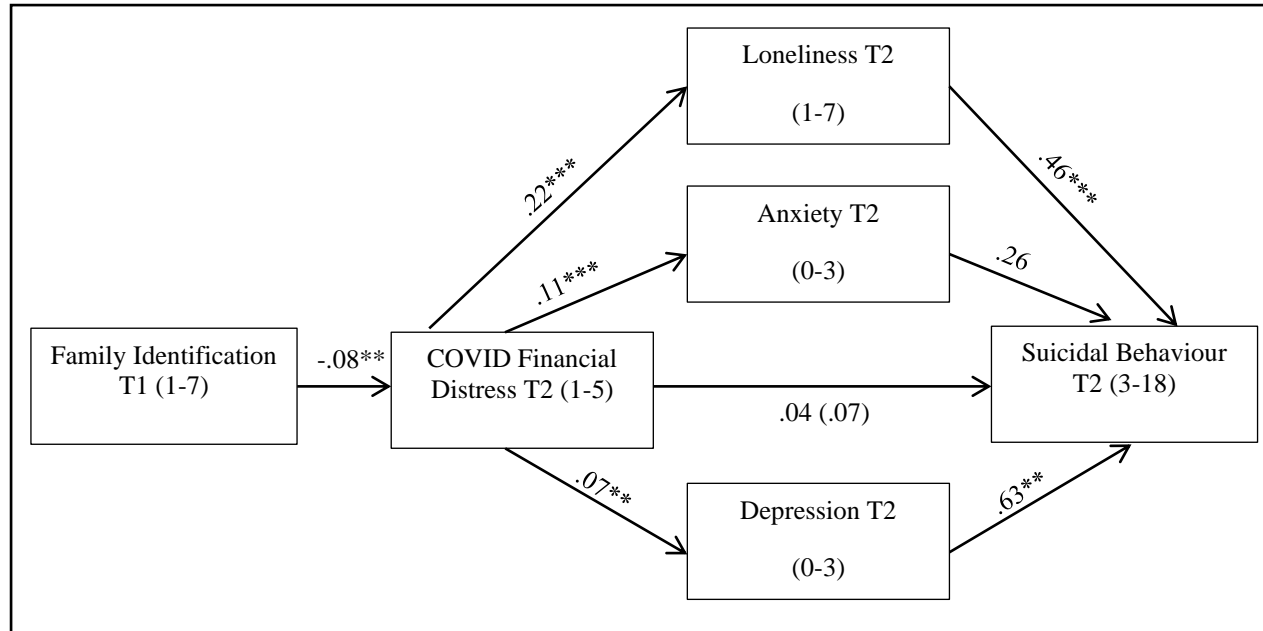 Loneliness T2
(1-7)
.22***
.46***
Anxiety T2
(0-3)
.11***
.26
Family Identification
T1 (1-7)
-.08**
COVID Financial
Distress T2 (1-5)
.04 (.07)
Suicidal Behaviour
T2 (3-18)
.07**
.63**
Depression T2
(0-3)